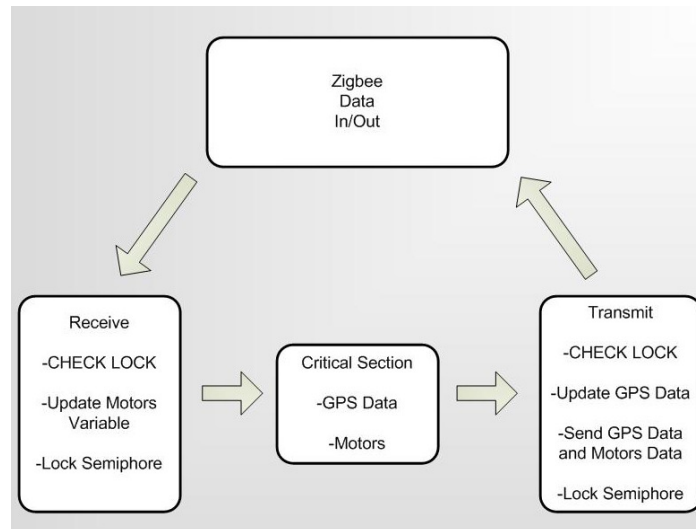 Zigbee
Data
In/Out
Receive
-CHECK LOCK
-Update Motors
Variable
-Lock Semiphore
Critical Section
-GPS Data
-Motors
Transmit
-CHECK LOCK
-Update GPS Data
-Send GPS Data
and Motors Data
-Lock Semiphore